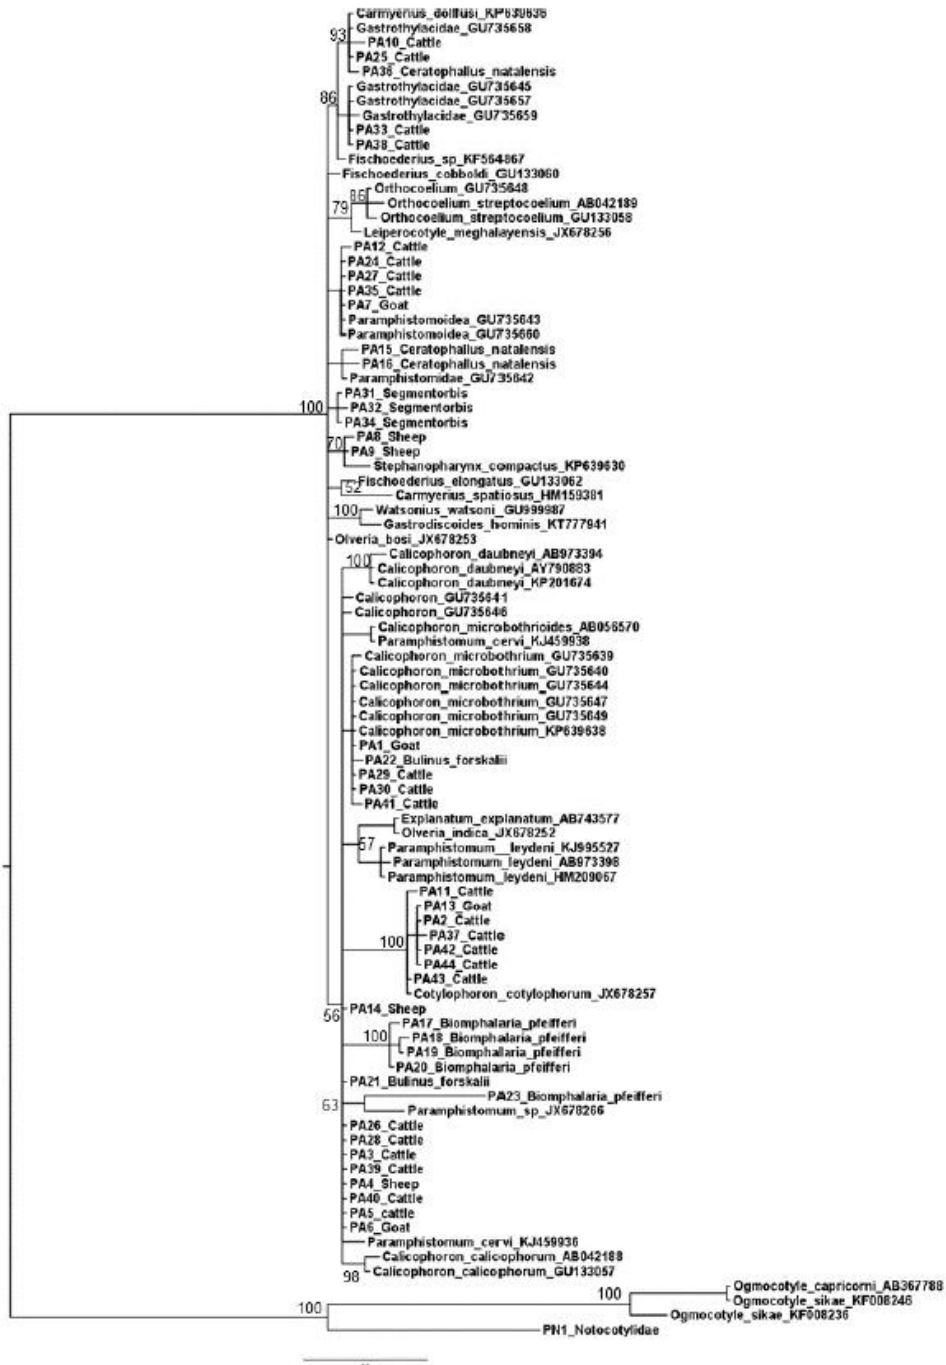 Carmyerius_dollfusi_KP639636
Gastrothylacidae_GU735658
93
PA10_Cattle
PA25_Cattle
PA36_Ceratophallus_natalensis
Gastrothylacidae_GU735645
86
Gastrothylacidae_GU735657
Gastrothylacidae_GU735659
PA33_Cattle
PA38_Cattle
Fischoederius_sp_KF564867
Fischoederius_cobboldi_GU133060
Orthocoelium_GU735648
86
Orthocoelium_streptocoelium_AB042189
79
Orthocoelium_streptocoelium_GU133058
Leiperocotyle_meghalayensis_JX678256
PA12_Cattle
PA24_Cattle
PA27_Cattle
PA35_Cattle
PA7_Goat
Paramphistomoidea_GU735643
Paramphistomoidea_GU735660
PA15_Ceratophallus_natalensis
PA16_Ceratophallus_natalensis
Paramphistomidae_GU735642
PA31_Segmentorbis
100
PA32_Segmentorbis
PA34_Segmentorbis
PA8_Sheep
70
PA9_Sheep
Stephanopharynx_compactus_KP639630
Fischoederius_elongatus_GU133062
52
Carmyerius_spatiosus_HM159381
100
Watsonius_watsoni_GU999987
Gastrodiscoides_hominis_KT777941
Olveria_bosi_JX678253
Calicophoron_daubneyi_AB973394
100
Calicophoron_daubneyi_AY790883
Calicophoron_daubneyi_KP201674
Calicophoron_GU735641
Calicophoron_GU735646
Calicophoron_microbothrioides_AB056570
Paramphistomum_cervi_KJ459938
Calicophoron_microbothrium_GU735639
Calicophoron_microbothrium_GU735640
Calicophoron_microbothrium_GU735644
Calicophoron_microbothrium_GU735647
Calicophoron_microbothrium_GU735649
Calicophoron_microbothrium_KP639638
PA1_Goat
PA22_Bulinus_forskalii
PA29_Cattle
PA30_Cattle
PA41_Cattle
Explanatum_explanatum_AB743577
Olveria_indica_JX678252
57
Paramphistomum__leydeni_KJ995527
Paramphistomum_leydeni_AB973398
Paramphistomum_leydeni_HM209067
PA11_Cattle
PA13_Goat
PA2_Cattle
PA37_Cattle
100
PA42_Cattle
PA44_Cattle
PA43_Cattle
Cotylophoron_cotylophorum_JX678257
PA14_Sheep
56
PA17_Biomphalaria_pfeifferi
100
PA18_Biomphalaria_pfeifferi
PA19_Biomphallaria_pfeifferi
PA20_Biomphalaria_pfeifferi
PA21_Bulinus_forskalii
PA23_Biomphalaria_pfeifferi
63
Paramphistomum_sp_JX678266
PA26_Cattle
PA28_Cattle
PA3_Cattle
PA39_Cattle
PA4_Sheep
PA40_Cattle
PA5_cattle
PA6_Goat
Paramphistomum_cervi_KJ459936
Calicophoron_calicophorum_AB042188
98
Calicophoron_calicophorum_GU133057
Ogmocotyle_capricorni_AB367788
100
Ogmocotyle_sikae_KF008246
100
Ogmocotyle_sikae_KF008236
PN1_Notocotylidae